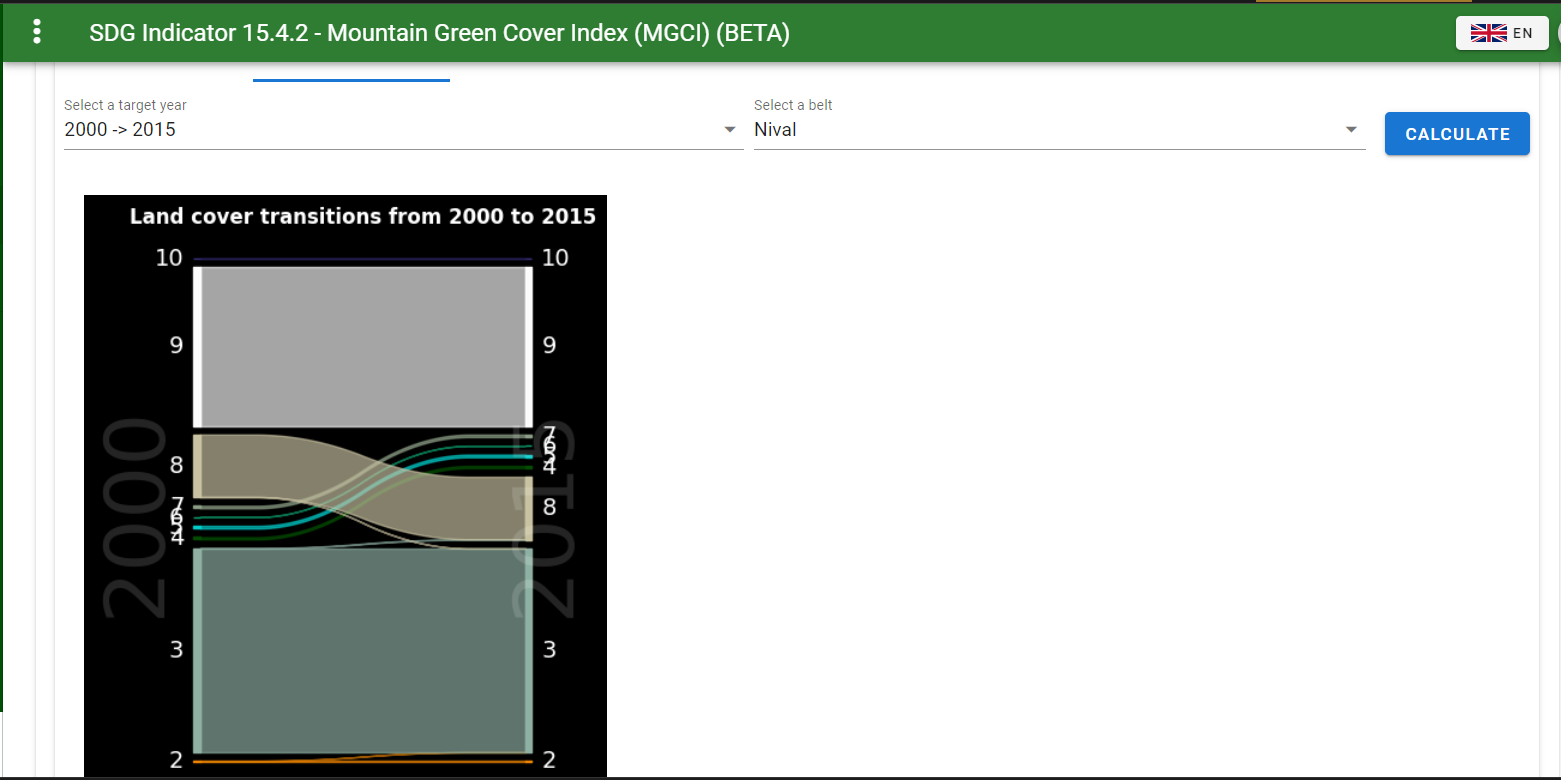 SDG Indicator 15.4.2 - Mountain Green Cover Index (MGCI) (BETA)
EN
Select a target year
2000 -> 2015
Select a belt
Nival
CALCULATE
Land cover transitions from 2000 to 2015
10
10
9
9
2000
2015
8
7
6
5
4
7
6
5
4
8
3
3
2
2